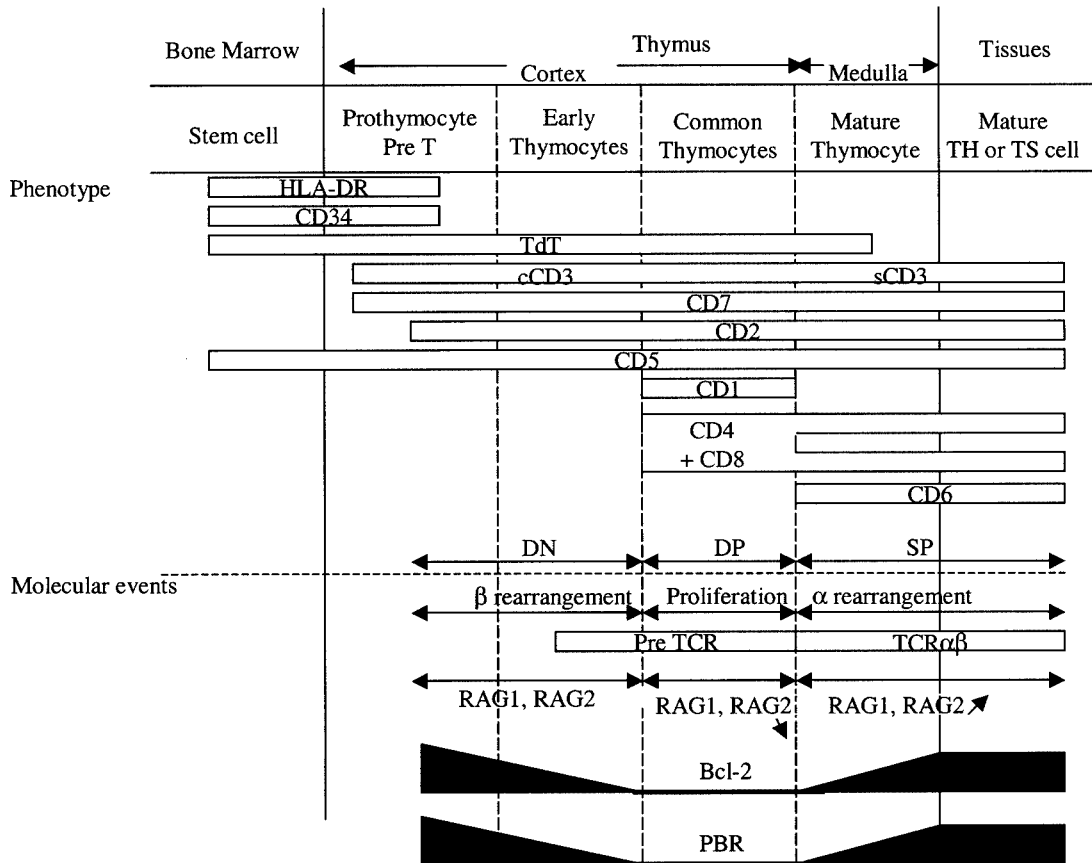 Bone Marrow
Thymus
Tissues
Cortex
Medulla
Stem cell
Prothymocyte
Pre T
Early
Thymocytes
Common
Thymocytes
Mature
Thymocyte
Mature
TH or TS cell
Phenotype
HLA-DR
CD34
TdT
cCD3 sCD3
CD7
CD2
CD5
CD1
CD4
+ CD8
CD6
DN DP SP
Molecular events
β rearrangement Proliferation α rearrangement
Pre TCR TCRαβ
RAG1, RAG2 RAG1, RAG2 RAG1, RAG2
Bcl-2
PBR